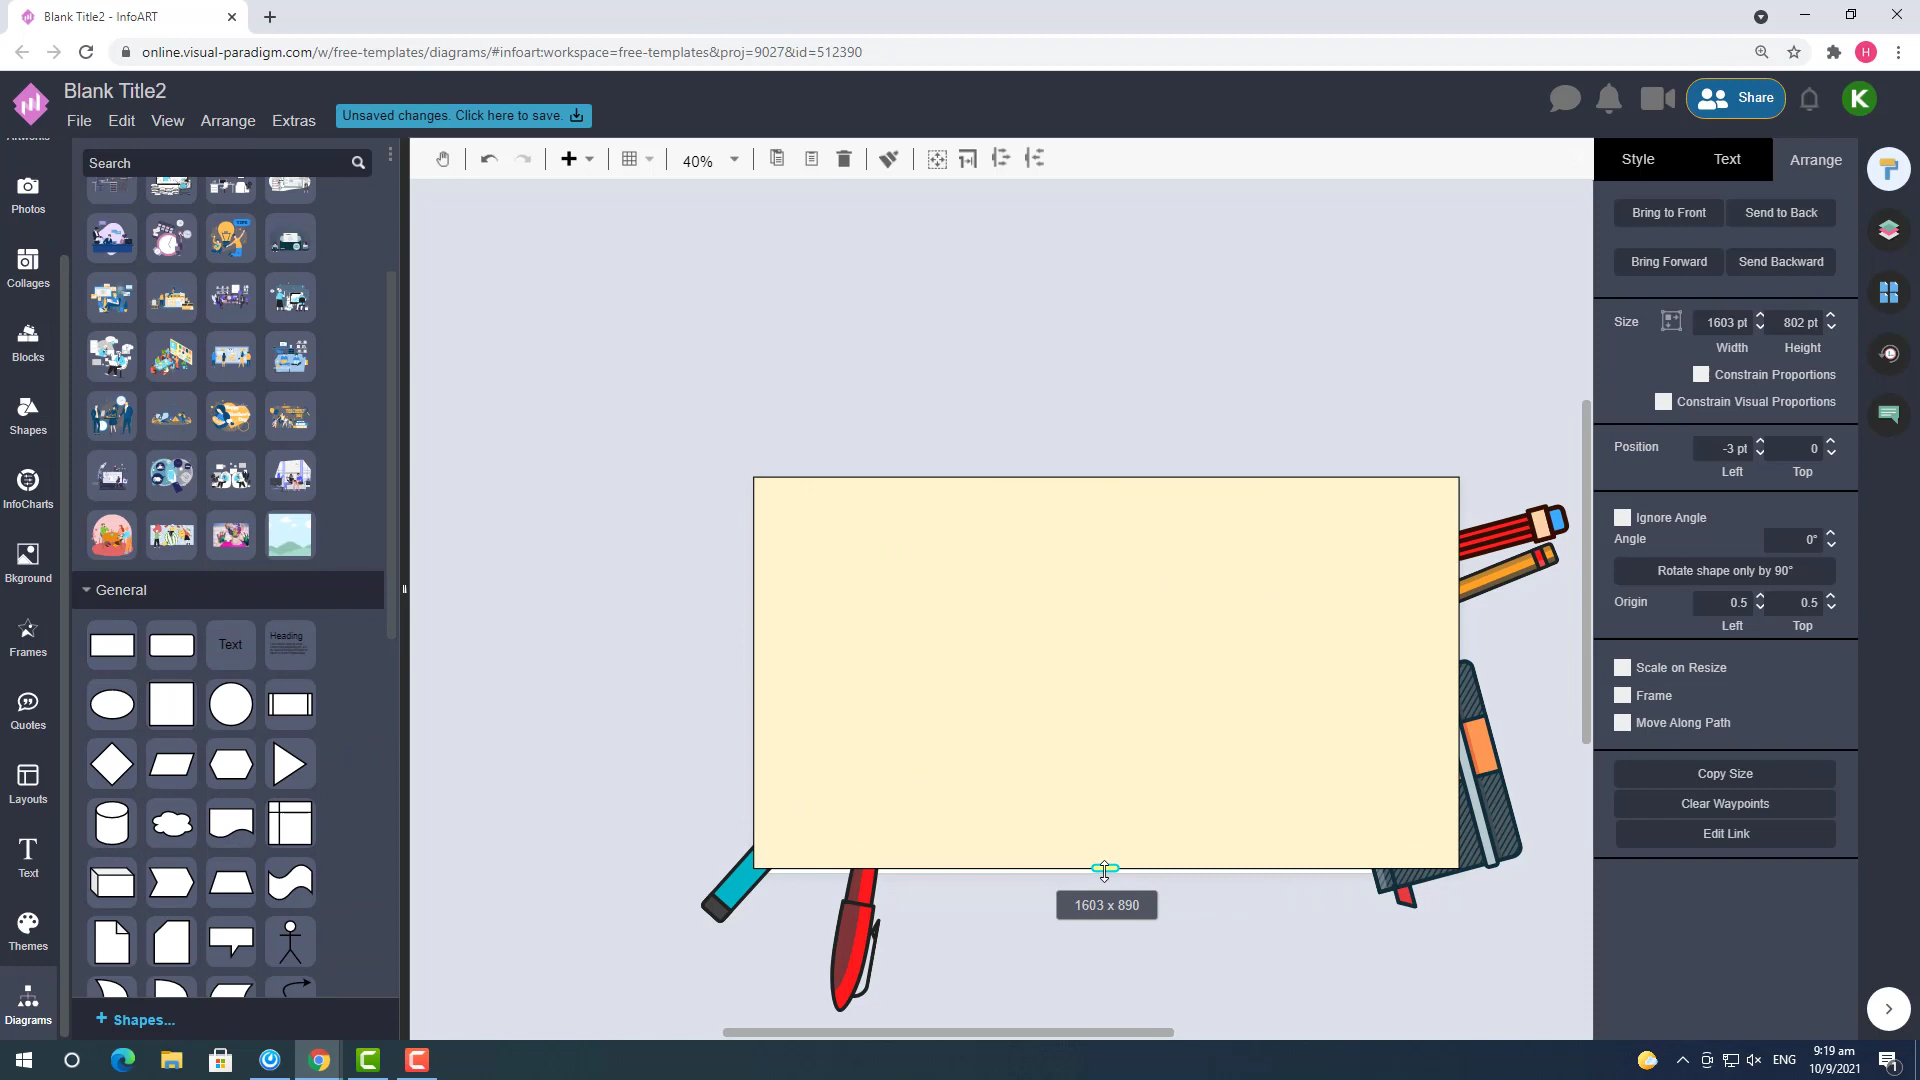 Blank Title2 - InfoART
online.visual-paradigm.com/w/free-templates/diagrams/#infoart:workspace=free-templates&proj=9027&id=512390
H
Blank Title2
File Edit View Arrange Extras
Unsaved changes. Click here to save.
Share
K
Artworks
Photos
Collages
Blocks
Shapes
InfoCharts
Bkground
Frames
Quotes
Layouts
Text
Themes
Diagrams
Search
General
Text
Heading
+ Shapes...
40%
1603 x 890
Style Text Arrange
Bring to Front Send to Back
Bring Forward Send Backward
Size 1603 pt 802 pt
Width Height
Constrain Proportions
Constrain Visual Proportions
Position -3 pt 0
Left Top
Ignore Angle
Angle 0°
Rotate shape only by 90°
Origin 0.5 0.5
Left Top
Scale on Resize
Frame
Move Along Path
Copy Size
Clear Waypoints
Edit Link
ENG
9:19 am
10/9/2021
1